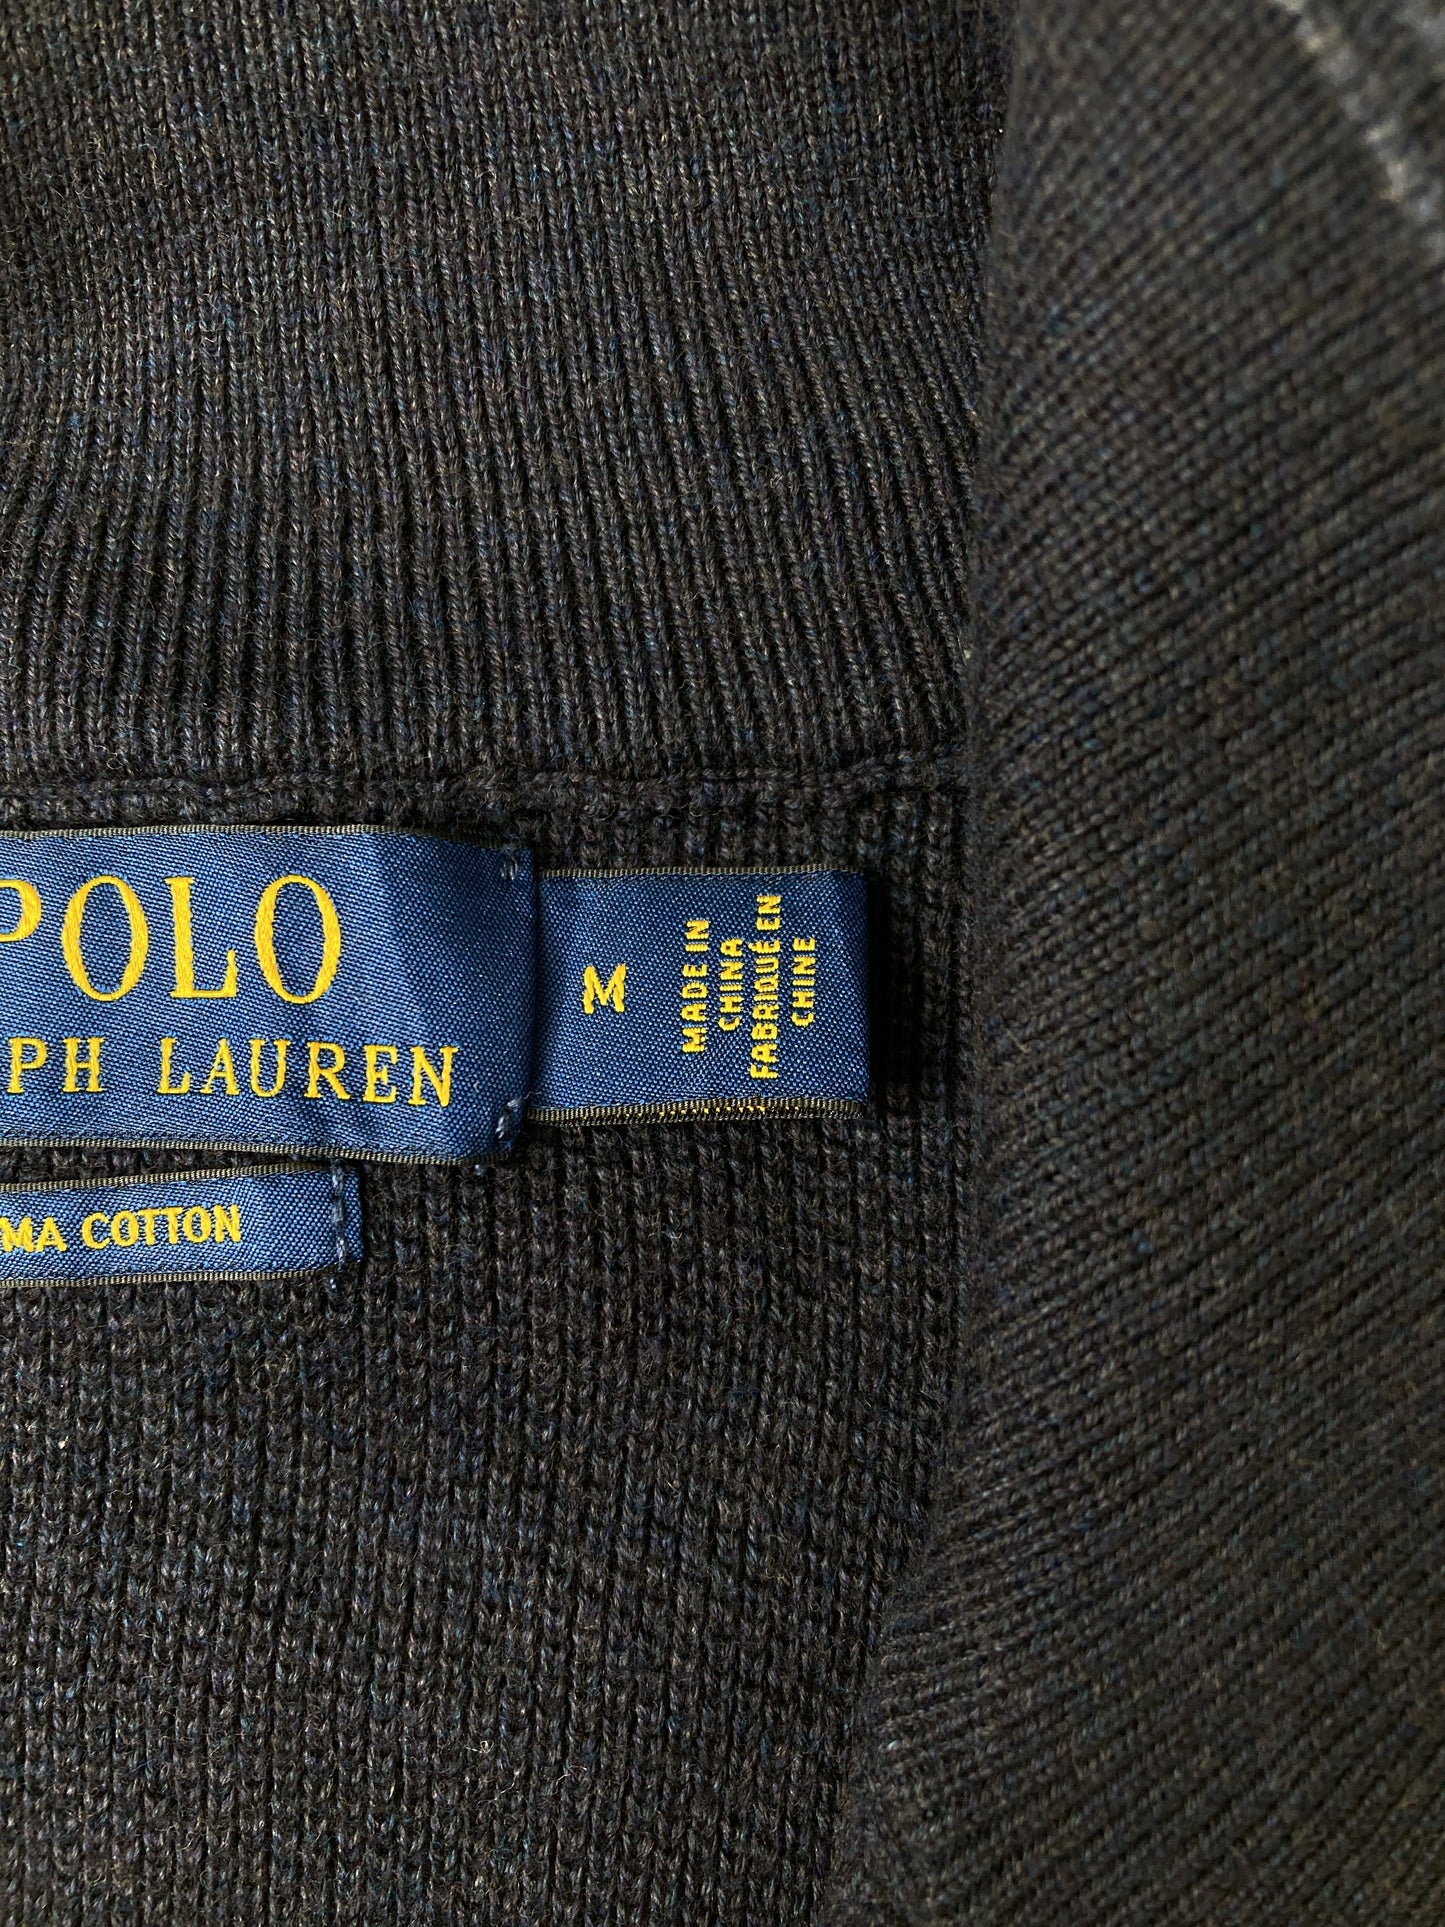 POLO
PH LAUREN
MA COTTON
M
MADE IN
CHINA
FABRIQUÉ EN
CHINE